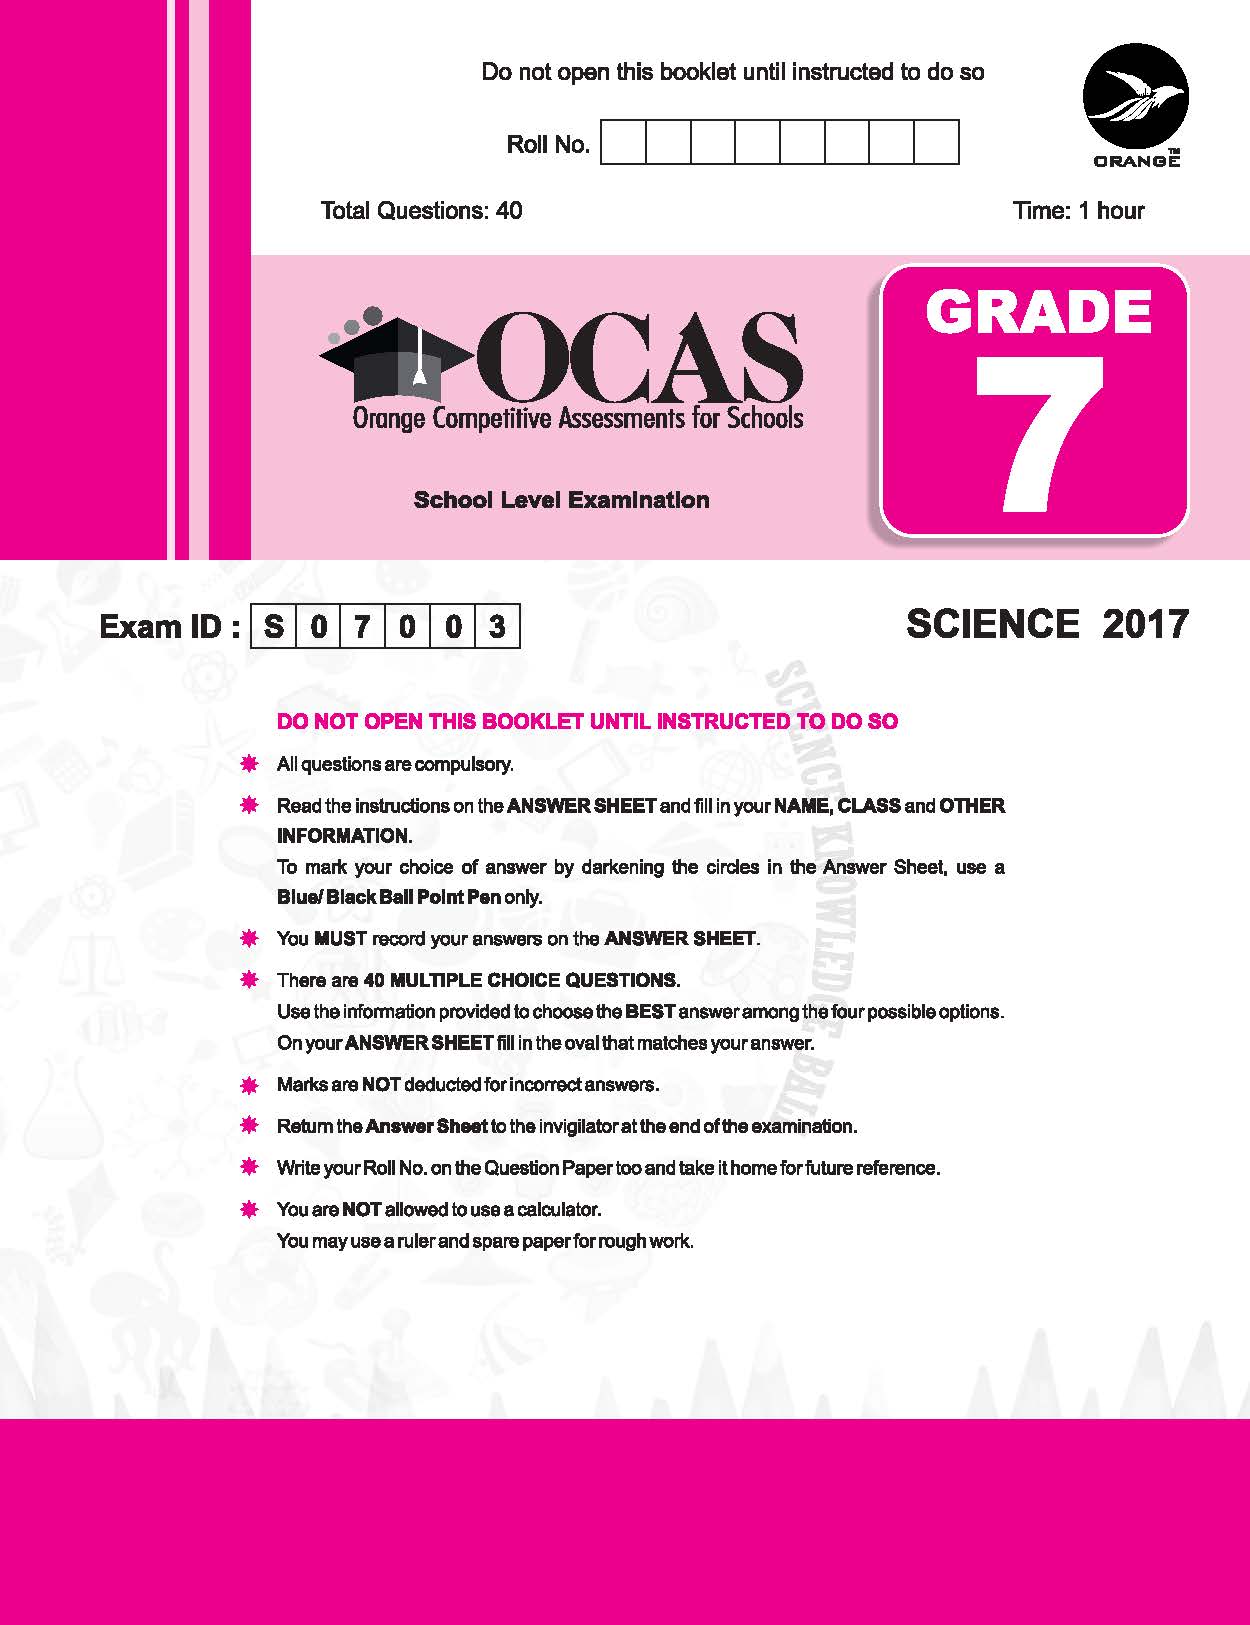 Do not open this booklet until instructed to do so
Roll No.
ORANGE™
Total Questions: 40
Time: 1 hour
GRADE
7
OCAS
Orange Competitive Assessments for Schools
School Level Examination
Exam ID : S 0 7 0 0 3
SCIENCE 2017
SCIENCE KNOWLEDGE BALL
DO NOT OPEN THIS BOOKLET UNTIL INSTRUCTED TO DO SO
All questions are compulsory.
Read the instructions on the ANSWER SHEET and fill in your NAME, CLASS and OTHER
INFORMATION.
To mark your choice of answer by darkening the circles in the Answer Sheet, use a
Blue/ Black Ball Point Pen only.
You MUST record your answers on the ANSWER SHEET.
There are 40 MULTIPLE CHOICE QUESTIONS.
Use the information provided to choose the BEST answer among the four possible options.
On your ANSWER SHEET fill in the oval that matches your answer.
Marks are NOT deducted for incorrect answers.
Return the Answer Sheet to the invigilator at the end of the examination.
Write your Roll No. on the Question Paper too and take it home for future reference.
You are NOT allowed to use a calculator.
You may use a ruler and spare paper for rough work.